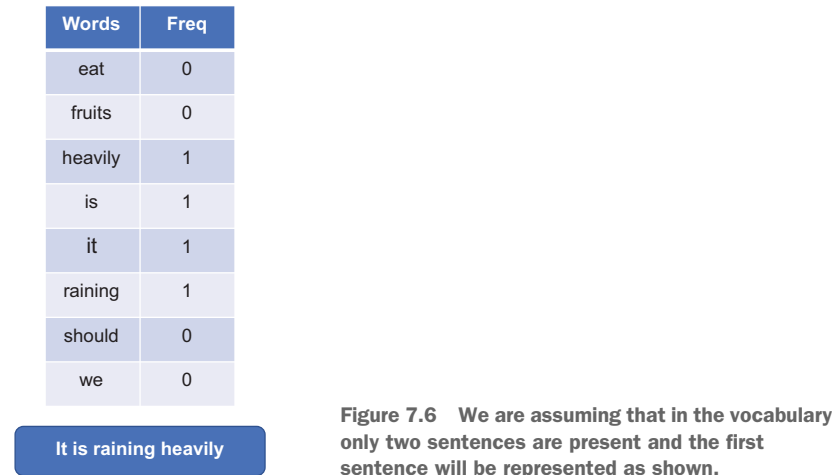 Words Freq
eat 0
fruits 0
heavily 1
is 1
it 1
raining 1
should 0
we 0
It is raining heavily
Figure 7.6 We are assuming that in the vocabulary
only two sentences are present and the first
sentence will be represented as shown.